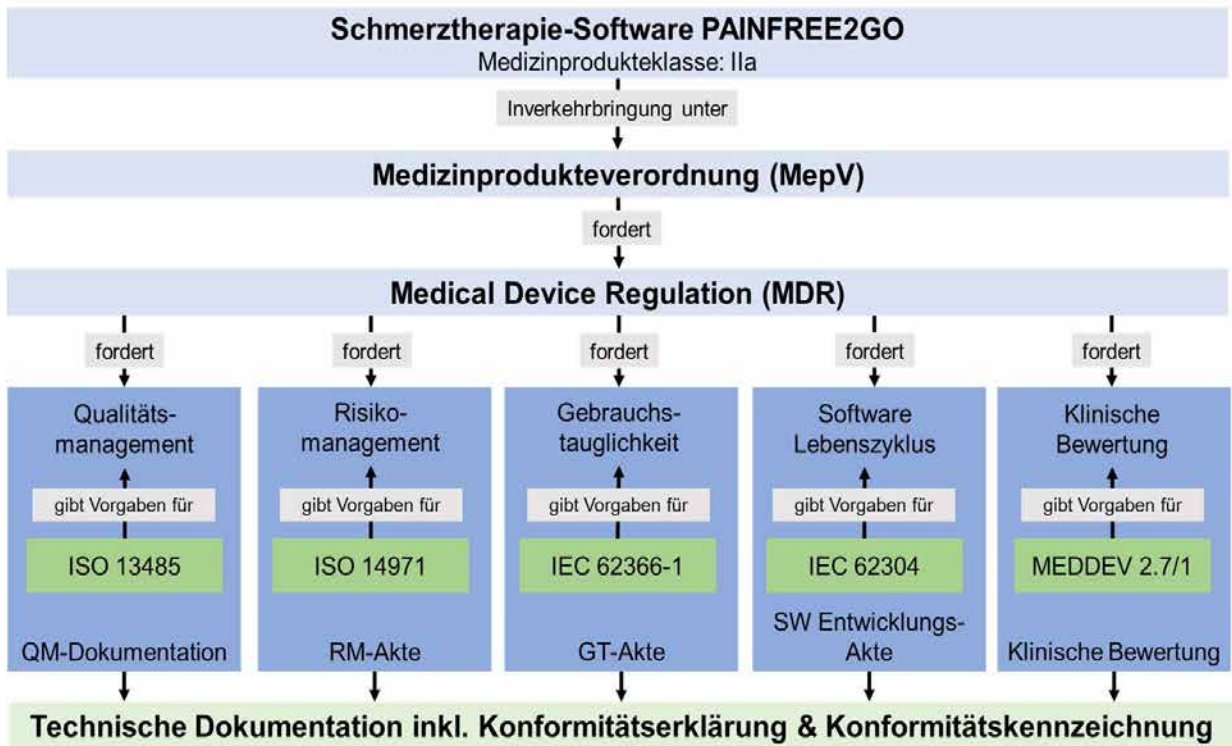 Schmerztherapie-Software PAINFREE2GO
Medizinprodukteklasse: IIa
Inverkehrbringung unter
Medizinprodukteverordnung (MepV)
fordert
Medical Device Regulation (MDR)
fordert
fordert
fordert
fordert
fordert
Qualitäts-
management
gibt Vorgaben für
ISO 13485
QM-Dokumentation
Risiko-
management
gibt Vorgaben für
ISO 14971
RM-Akte
Gebrauchs-
tauglichkeit
gibt Vorgaben für
IEC 62366-1
GT-Akte
Software
Lebenszyklus
gibt Vorgaben für
IEC 62304
SW Entwicklungs-
Akte
Klinische
Bewertung
gibt Vorgaben für
MEDDEV 2.7/1
Klinische Bewertung
Technische Dokumentation inkl. Konformitätserklärung & Konformitätskennzeichnung